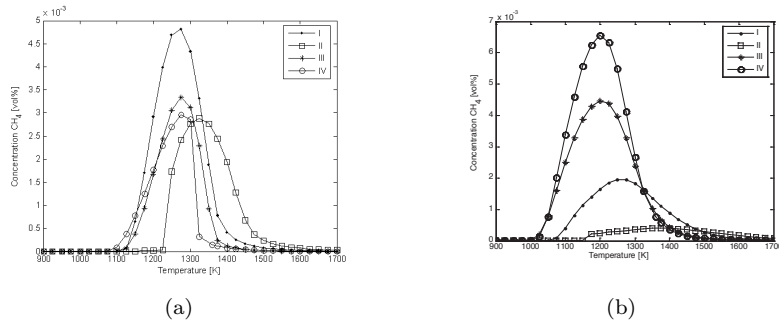 x 10⁻³
5
4.5
4
3.5
3
2.5
2
1.5
1
0.5
0
Concentration CH₄ [vol%]
900 1000 1100 1200 1300 1400 1500 1600 1700
Temperature [K]
I
II
III
IV
(a)
x 10⁻³
7
6
5
4
3
2
1
0
Concentration CH₄ [vol%]
900 1000 1100 1200 1300 1400 1500 1600 1700
Temperature [K]
I
II
III
IV
(b)